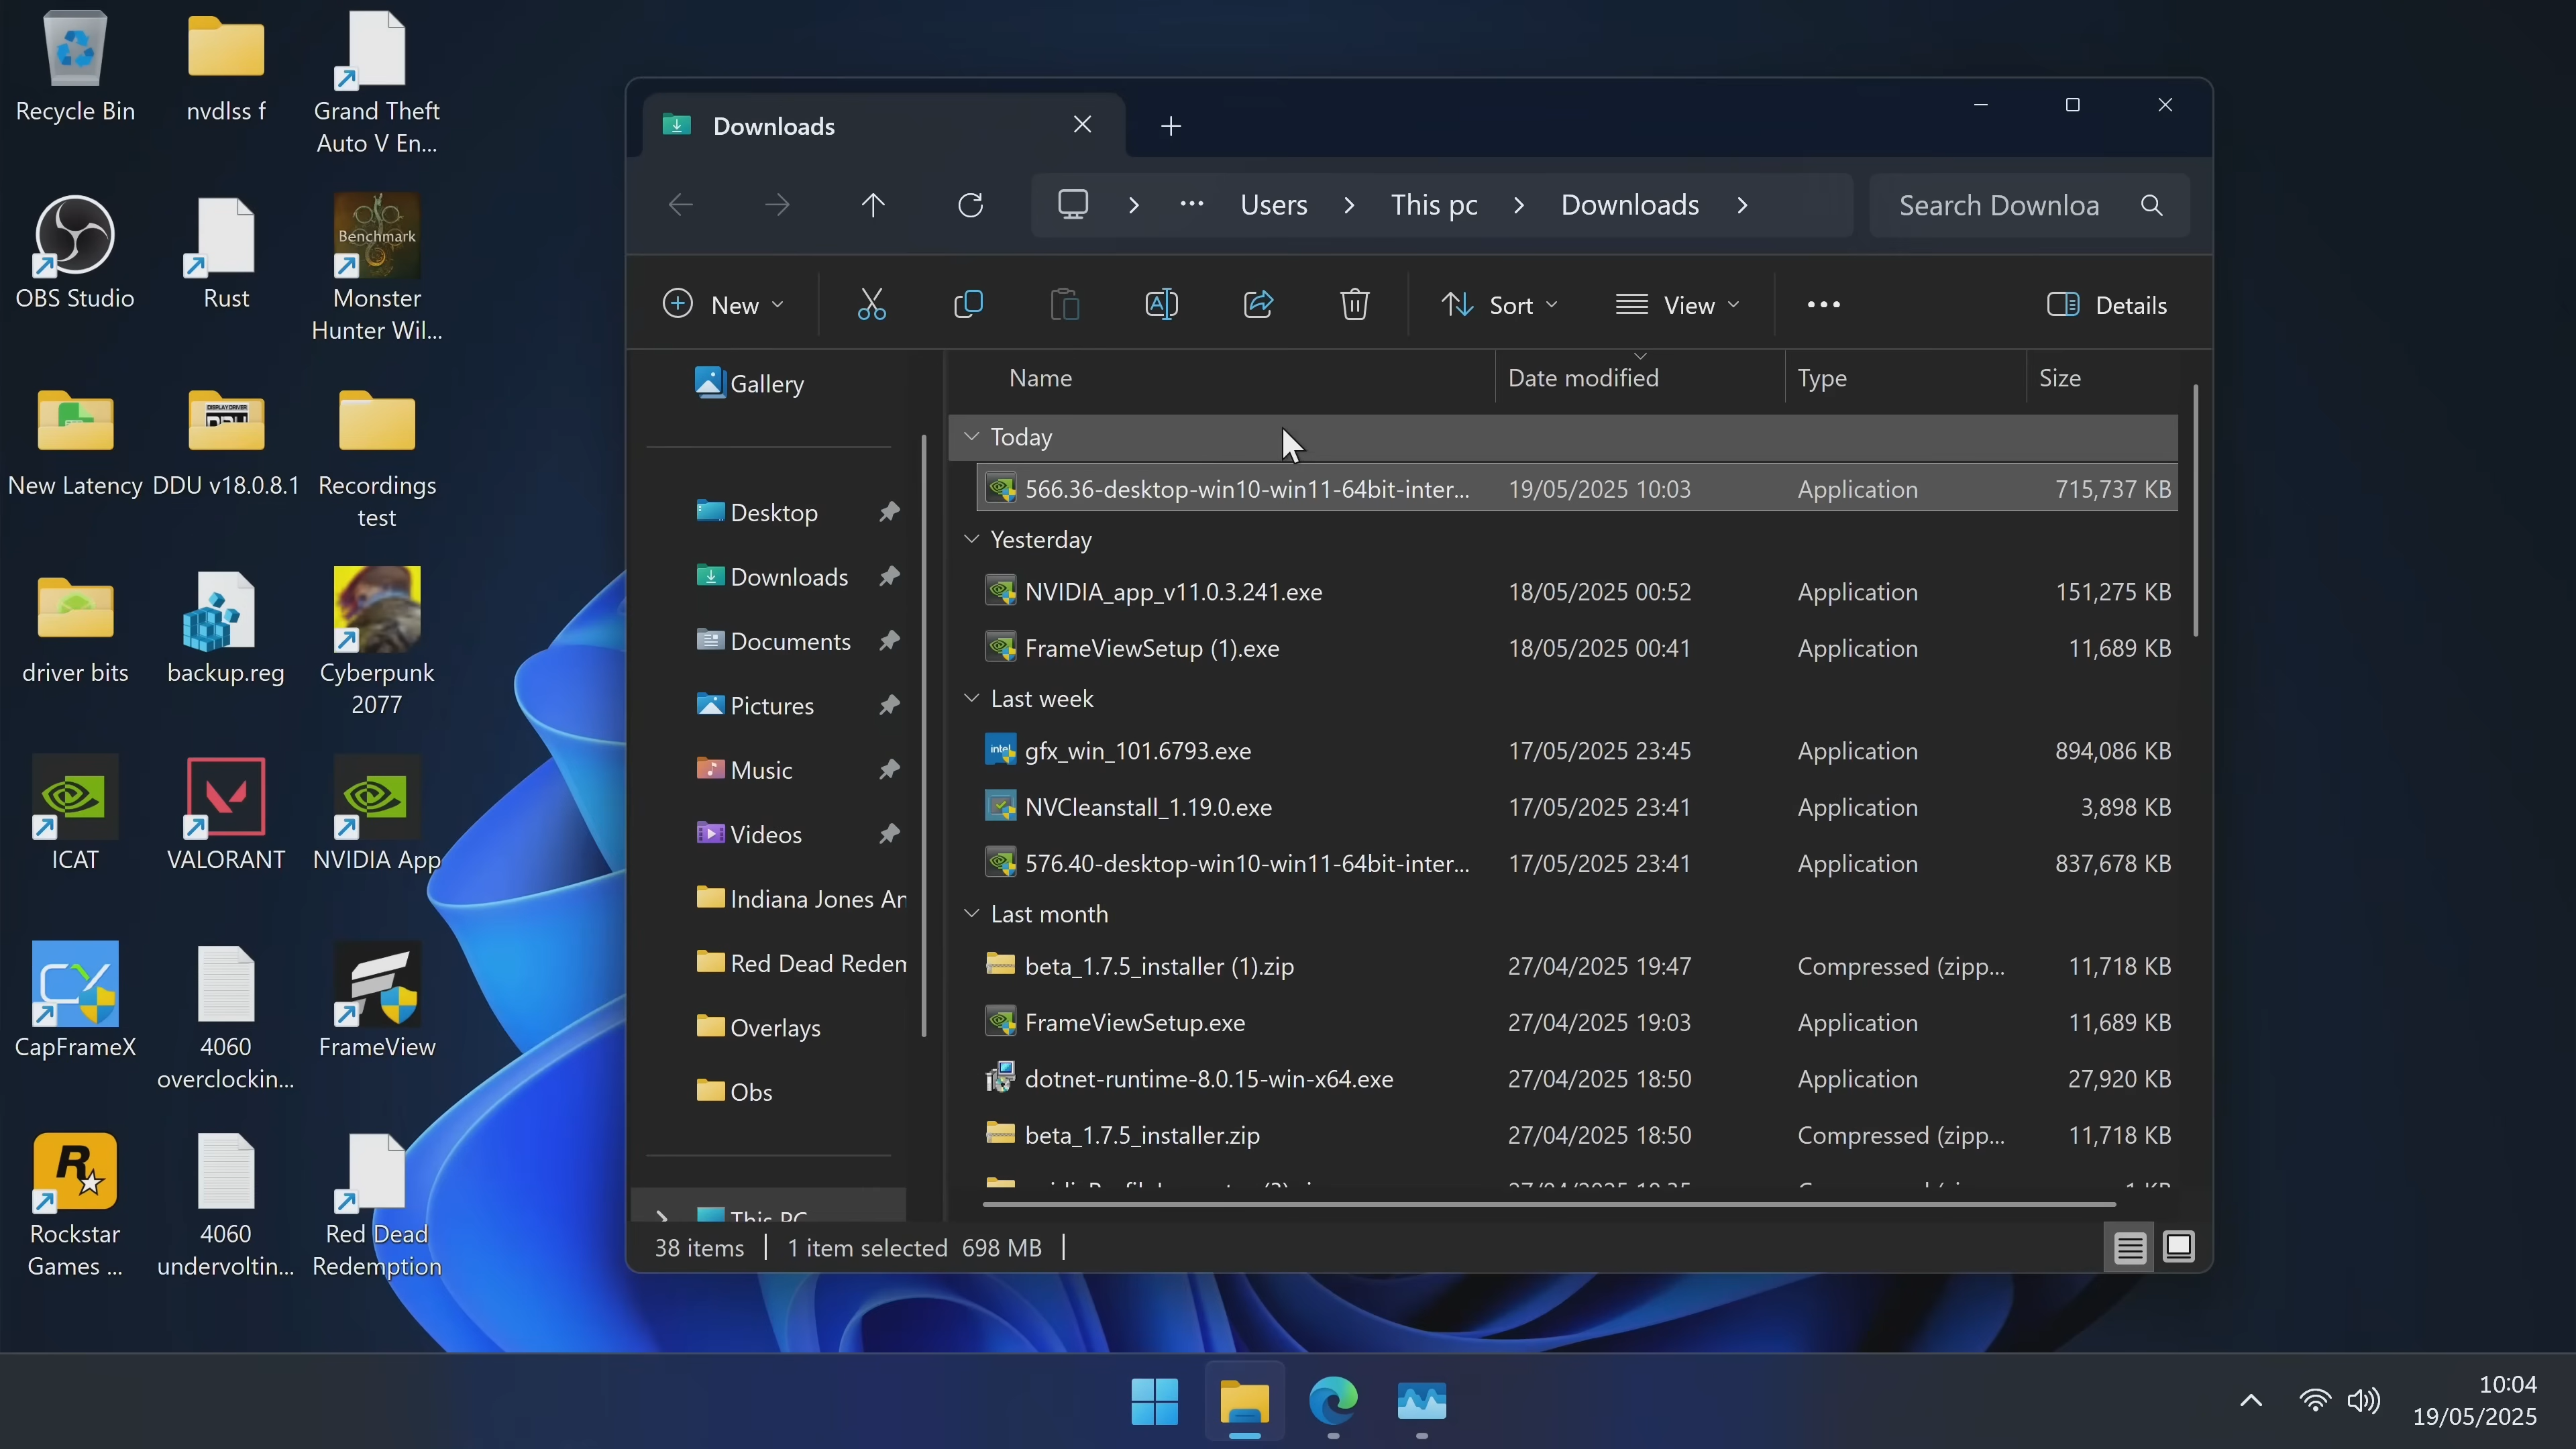 Recycle Bin
nvdlss f
Grand Theft
Auto V En...
OBS Studio
Rust
Benchmark
Monster
Hunter Wil...
New Latency
DISPLAY DRIVER
DDU
DDU v18.0.8.1
Recordings
test
driver bits
backup.reg
Cyberpunk
2077
ICAT
VALORANT
NVIDIA App
CX
CapFrameX
4060
overclockin...
FrameView
R
Rockstar
Games ...
4060
undervoltin...
Red Dead
Redemption
Downloads
... Users > This pc > Downloads >
Search Downloa
New
Sort
View
Details
Gallery
Desktop
Downloads
Documents
Pictures
Music
Videos
Indiana Jones An
Red Dead Redem
Overlays
Obs
This PC
Name Date modified Type Size
Today
566.36-desktop-win10-win11-64bit-inter... 19/05/2025 10:03 Application 715,737 KB
Yesterday
NVIDIA_app_v11.0.3.241.exe 18/05/2025 00:52 Application 151,275 KB
FrameViewSetup (1).exe 18/05/2025 00:41 Application 11,689 KB
Last week
intel gfx_win_101.6793.exe 17/05/2025 23:45 Application 894,086 KB
NVCleanstall_1.19.0.exe 17/05/2025 23:41 Application 3,898 KB
576.40-desktop-win10-win11-64bit-inter... 17/05/2025 23:41 Application 837,678 KB
Last month
beta_1.7.5_installer (1).zip 27/04/2025 19:47 Compressed (zipp... 11,718 KB
FrameViewSetup.exe 27/04/2025 19:03 Application 11,689 KB
dotnet-runtime-8.0.15-win-x64.exe 27/04/2025 18:50 Application 27,920 KB
beta_1.7.5_installer.zip 27/04/2025 18:50 Compressed (zipp... 11,718 KB
38 items | 1 item selected 698 MB |
10:04
19/05/2025